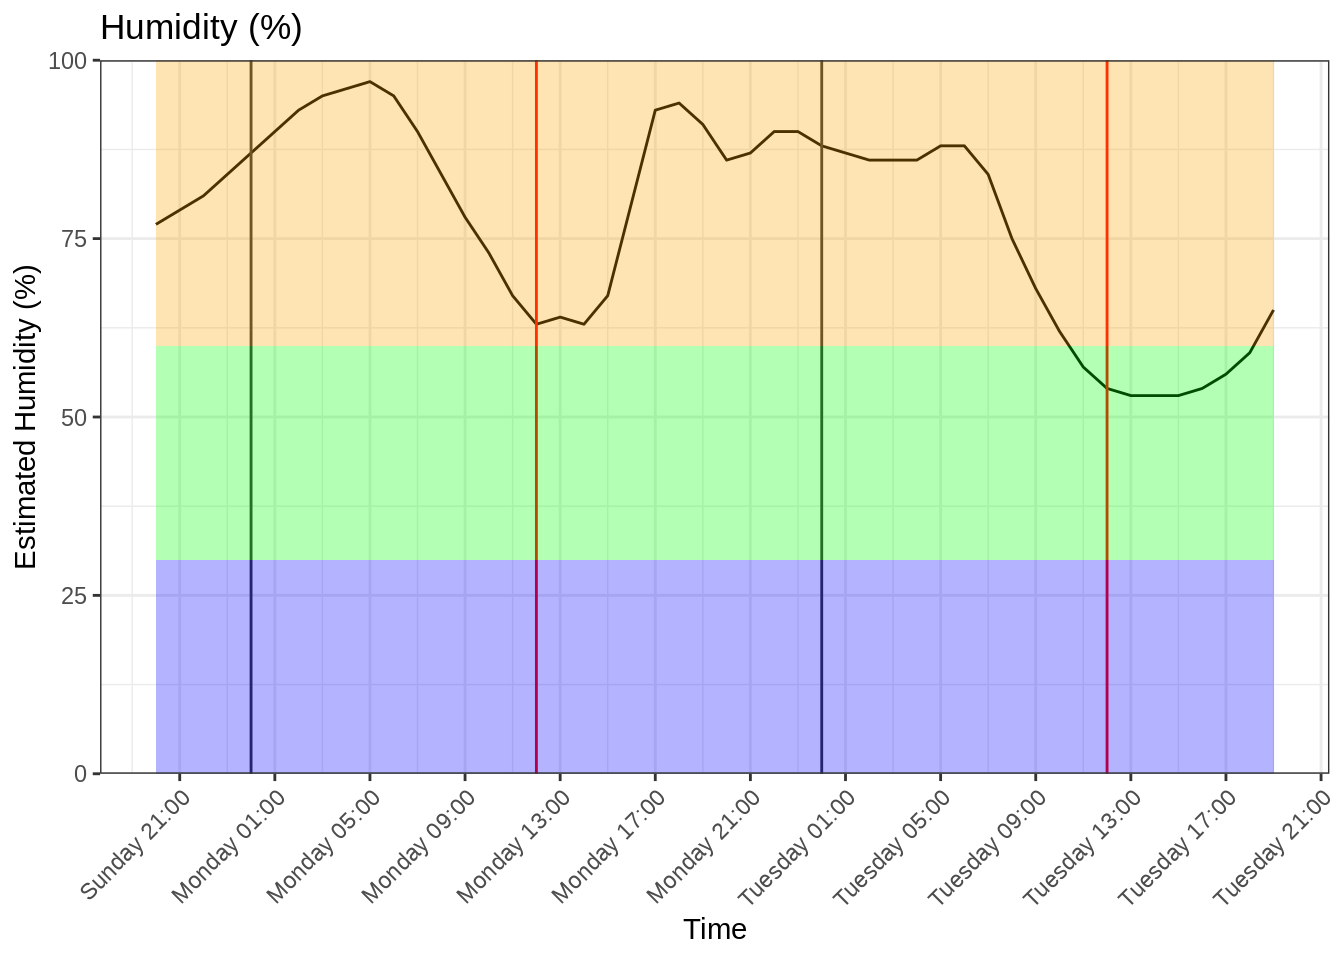 Humidity (%)
100
75
50
25
0
Estimated Humidity (%)
Sunday 21:00
Monday 01:00
Monday 05:00
Monday 09:00
Monday 13:00
Monday 17:00
Monday 21:00
Tuesday 01:00
Tuesday 05:00
Tuesday 09:00
Tuesday 13:00
Tuesday 17:00
Tuesday 21:00
Time